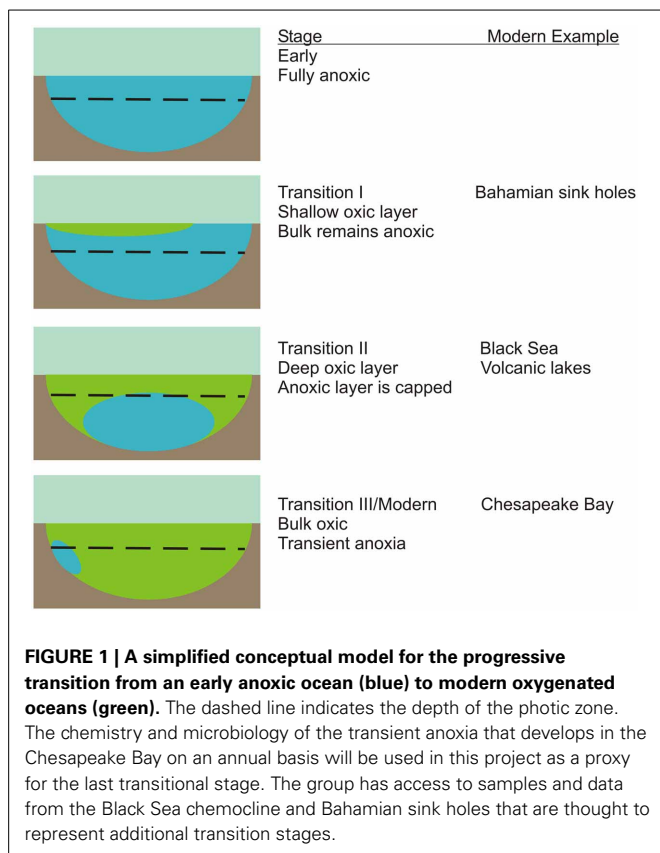 Stage Modern Example
Early
Fully anoxic
Transition I Bahamian sink holes
Shallow oxic layer
Bulk remains anoxic
Transition II Black Sea
Deep oxic layer Volcanic lakes
Anoxic layer is capped
Transition III/Modern Chesapeake Bay
Bulk oxic
Transient anoxia
FIGURE 1 | A simplified conceptual model for the progressive
transition from an early anoxic ocean (blue) to modern oxygenated
oceans (green). The dashed line indicates the depth of the photic zone.
The chemistry and microbiology of the transient anoxia that develops in the
Chesapeake Bay on an annual basis will be used in this project as a proxy
for the last transitional stage. The group has access to samples and data
from the Black Sea chemocline and Bahamian sink holes that are thought to
represent additional transition stages.